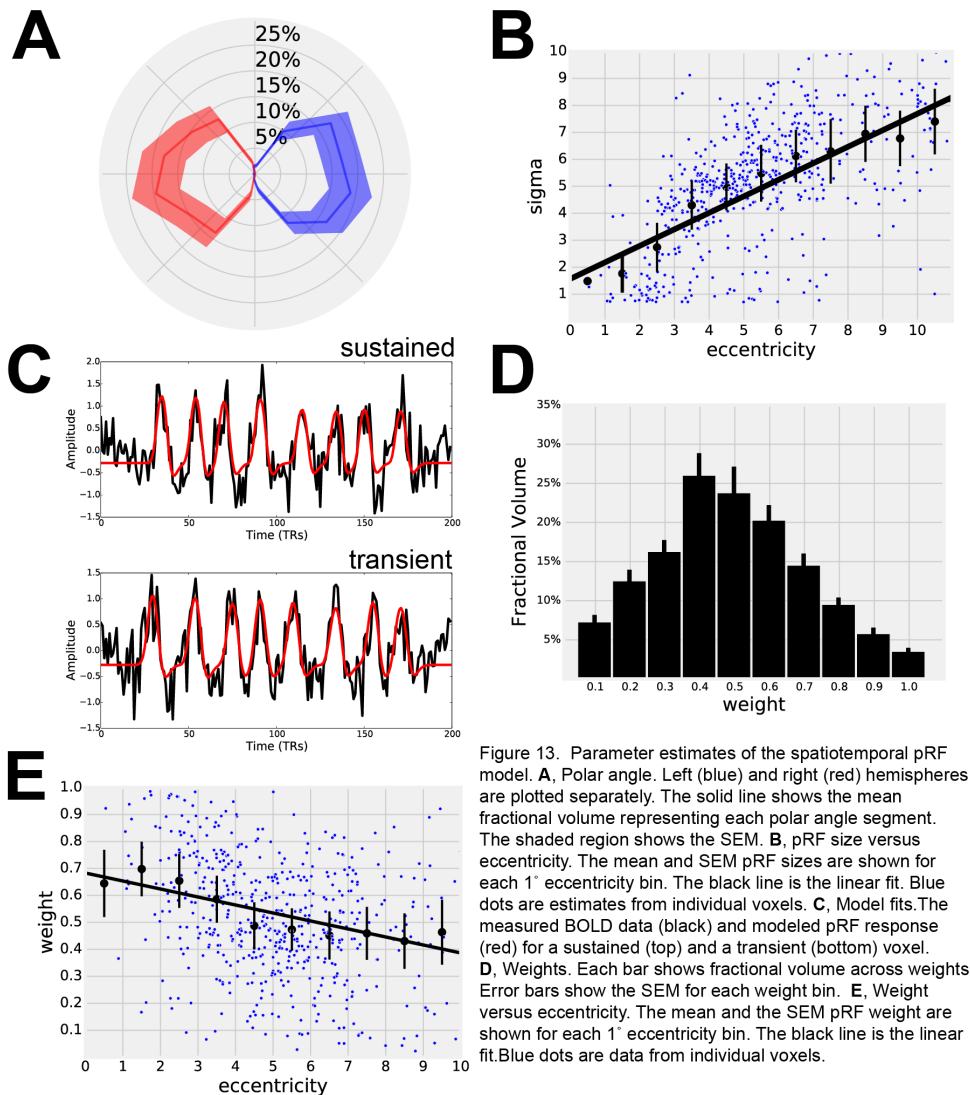 A
25%
20%
15%
10%
5%
B
10
9
8
7
6
5
4
3
2
1
sigma
0 1 2 3 4 5 6 7 8 9 10
eccentricity
C
sustained
2.0
1.5
1.0
0.5
0.0
−0.5
−1.0
−1.5
Amplitude
0 50 100 150 200
Time (TRs)
transient
1.5
1.0
0.5
0.0
−0.5
−1.0
−1.5
Amplitude
0 50 100 150 200
Time (TRs)
D
35%
30%
25%
20%
15%
10%
5%
Fractional Volume
0.1 0.2 0.3 0.4 0.5 0.6 0.7 0.8 0.9 1.0
weight
E
1.0
0.9
0.8
0.7
0.6
0.5
0.4
0.3
0.2
0.1
weight
0 1 2 3 4 5 6 7 8 9 10
eccentricity
Figure 13. Parameter estimates of the spatiotemporal pRF
model. A, Polar angle. Left (blue) and right (red) hemispheres
are plotted separately. The solid line shows the mean
fractional volume representing each polar angle segment.
The shaded region shows the SEM. B, pRF size versus
eccentricity. The mean and SEM pRF sizes are shown for
each 1˚ eccentricity bin. The black line is the linear fit. Blue
dots are estimates from individual voxels. C, Model fits.The
measured BOLD data (black) and modeled pRF response
(red) for a sustained (top) and a transient (bottom) voxel.
D, Weights. Each bar shows fractional volume across weights
Error bars show the SEM for each weight bin. E, Weight
versus eccentricity. The mean and the SEM pRF weight are
shown for each 1˚ eccentricity bin. The black line is the linear
fit.Blue dots are data from individual voxels.